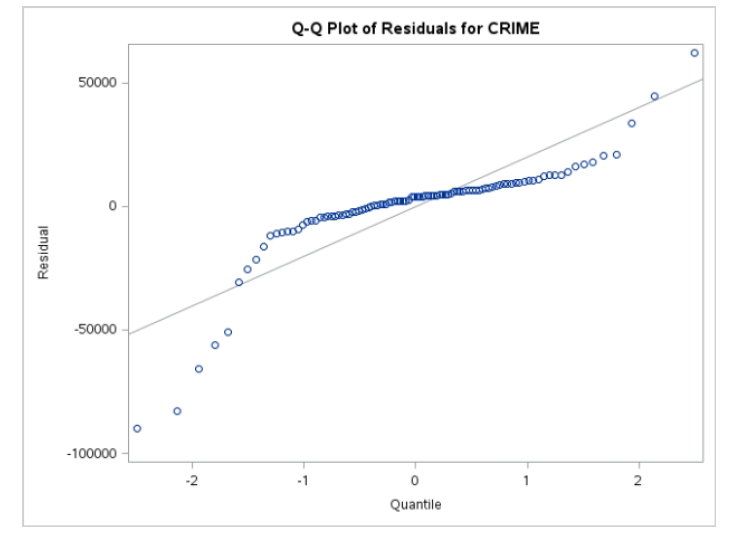 Q-Q Plot of Residuals for CRIME
50000
0
-50000
-100000
Residual
-2 -1 0 1 2
Quantile